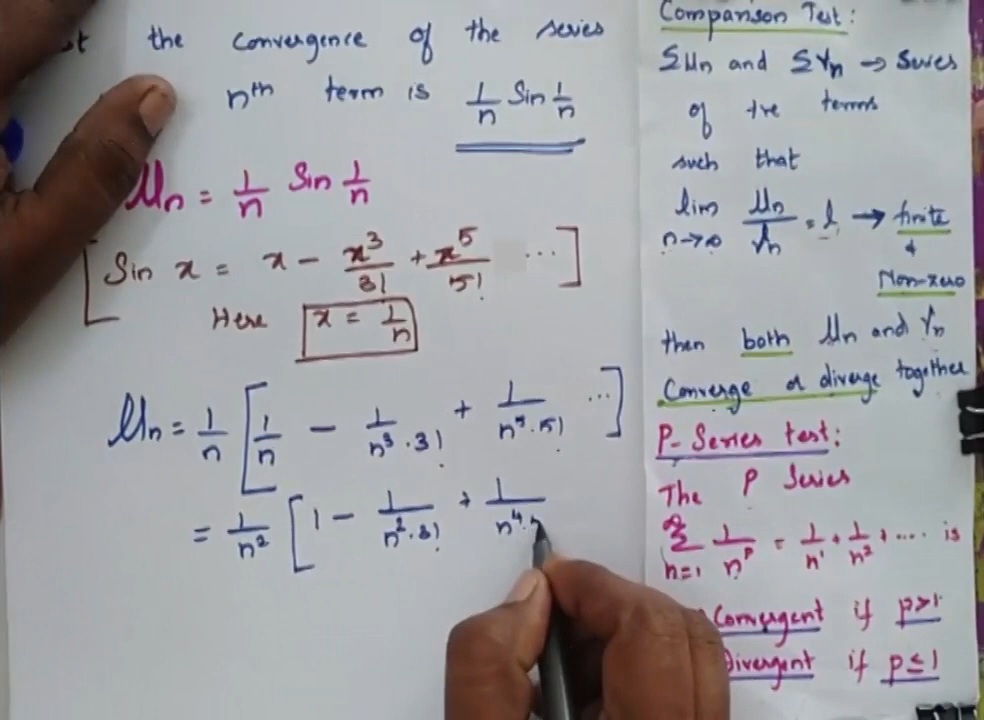 the convergence of the series
nth term is 1/n Sin 1/n
Un = 1/n Sin 1/n
[Sin x = x - x³/3! + x⁵/5! ...]
Here x = 1/n
Un = 1/n [1/n - 1/n³.3! + 1/n⁵.5! ...]
= 1/n² [1 - 1/n².3! + 1/n⁴.
Comparison Test:
ΣUn and ΣVn → Series
of +ve terms
such that
lim n→∞ Un/Vn = l → finite
&
Non-zero
then both Un and Vn
Converge or diverge together
P-Series test:
The P Series
∞Σn=1 1/n^p = 1/n¹ + 1/n² + .... is
Convergent if p>1
Divergent if p≤1